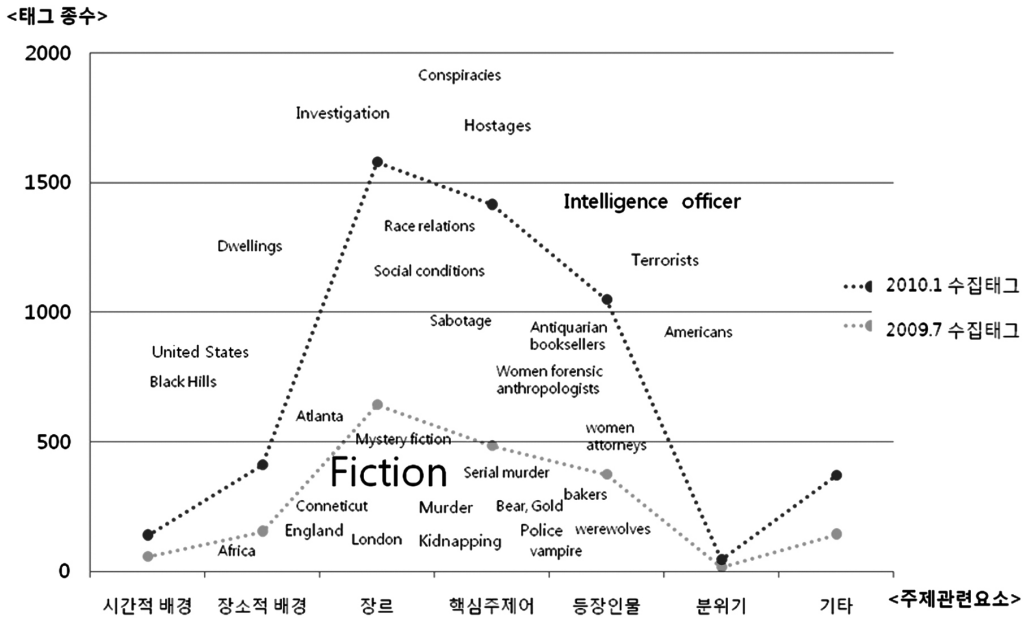 <태그 종수>
2000
Conspiracies
Investigation
Hostages
1500
Intelligence officer
Race relations
Dwellings
Terrorists
Social conditions
2010.1 수집태그
1000
Sabotage
Antiquarian
booksellers
Americans
2009.7 수집태그
United States
Black Hills
Women forensic
anthropologists
Atlanta
500
Mystery fiction
women
attorneys
Fiction
Serial murder
bakers
Conneticut
Murder
Bear, Gold
England
London
Kidnapping
Police
werewolves
Africa
vampire
0
시간적 배경
장소적 배경
장르
핵심주제어
등장인물
분위기
기타
<주제관련요소>